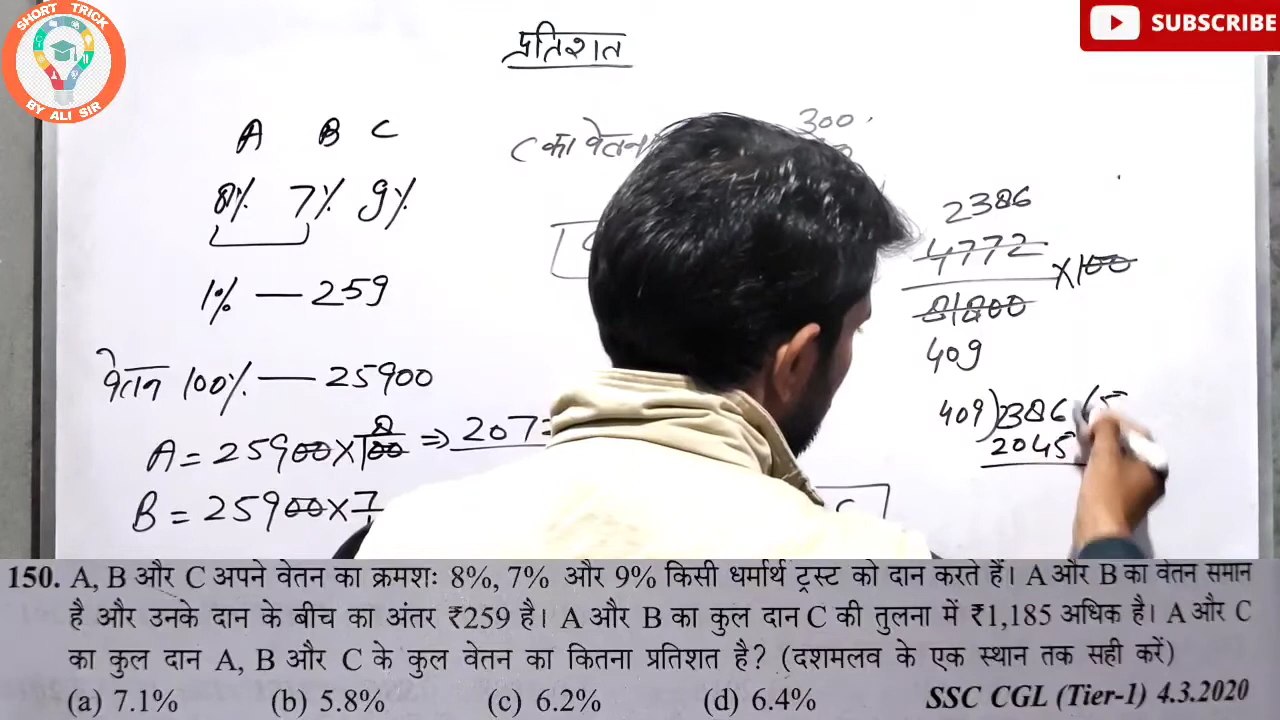 SHORT TRICK
BY ALI SIR
SUBSCRIBE
प्रतिशत
A B C
8% 7% 9%
1% — 259
वेतन 100% — 25900
A = 25900 × 8/100 ⇒ 207
B = 25900 × 7
C का वेतन
300
2386
4772
× 100
81800
409
409)2386(5
2045
150. A, B और C अपने वेतन का क्रमशः 8%, 7% और 9% किसी धर्मार्थ ट्रस्ट को दान करते हैं। A और B का वेतन समान
है और उनके दान के बीच का अंतर ₹259 है। A और B का कुल दान C की तुलना में ₹1,185 अधिक है। A और C
का कुल दान A, B और C के कुल वेतन का कितना प्रतिशत है? (दशमलव के एक स्थान तक सही करें)
(a) 7.1% (b) 5.8% (c) 6.2% (d) 6.4% SSC CGL (Tier-1) 4.3.2020